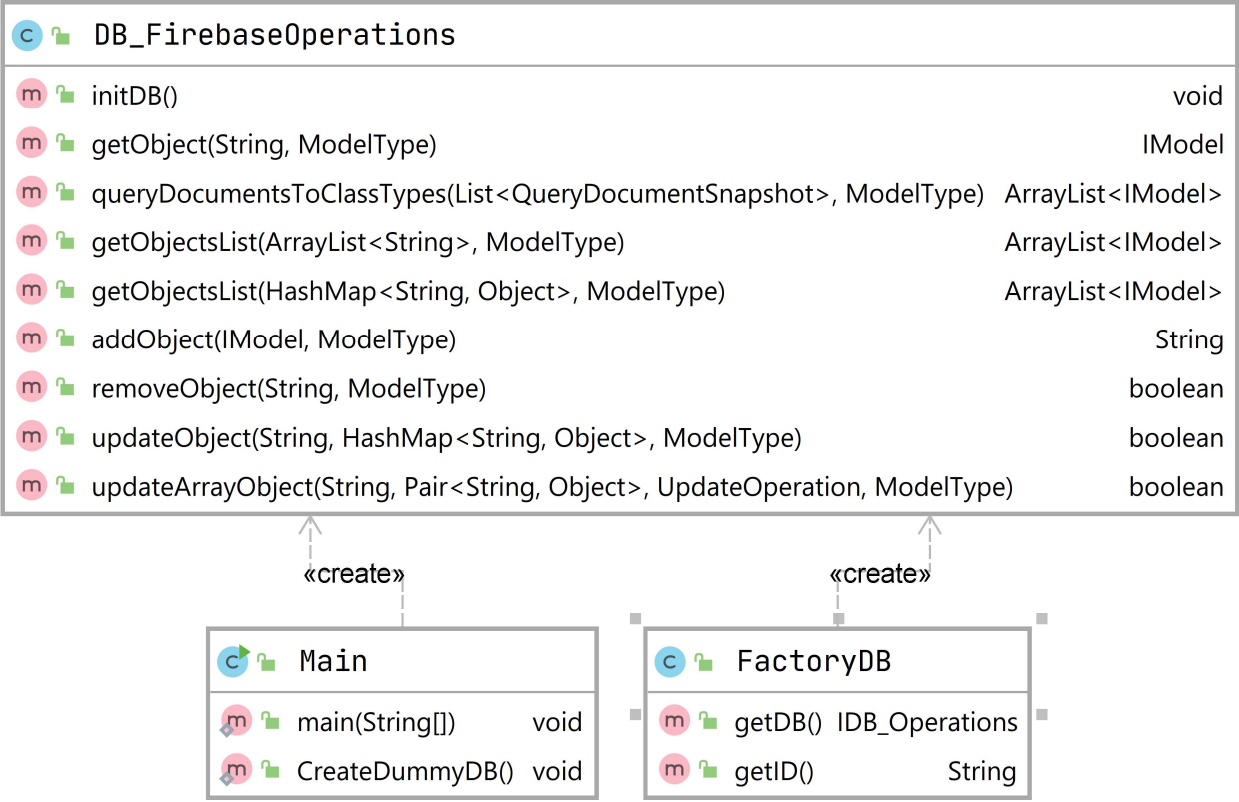 C DB_FirebaseOperations
m initDB() void
m getObject(String, ModelType) IModel
m queryDocumentsToClassTypes(List<QueryDocumentSnapshot>, ModelType) ArrayList<IModel>
m getObjectsList(ArrayList<String>, ModelType) ArrayList<IModel>
m getObjectsList(HashMap<String, Object>, ModelType) ArrayList<IModel>
m addObject(IModel, ModelType) String
m removeObject(String, ModelType) boolean
m updateObject(String, HashMap<String, Object>, ModelType) boolean
m updateArrayObject(String, Pair<String, Object>, UpdateOperation, ModelType) boolean
«create»
«create»
C Main
m main(String[]) void
m CreateDummyDB() void
C FactoryDB
m getDB() IDB_Operations
m getID() String